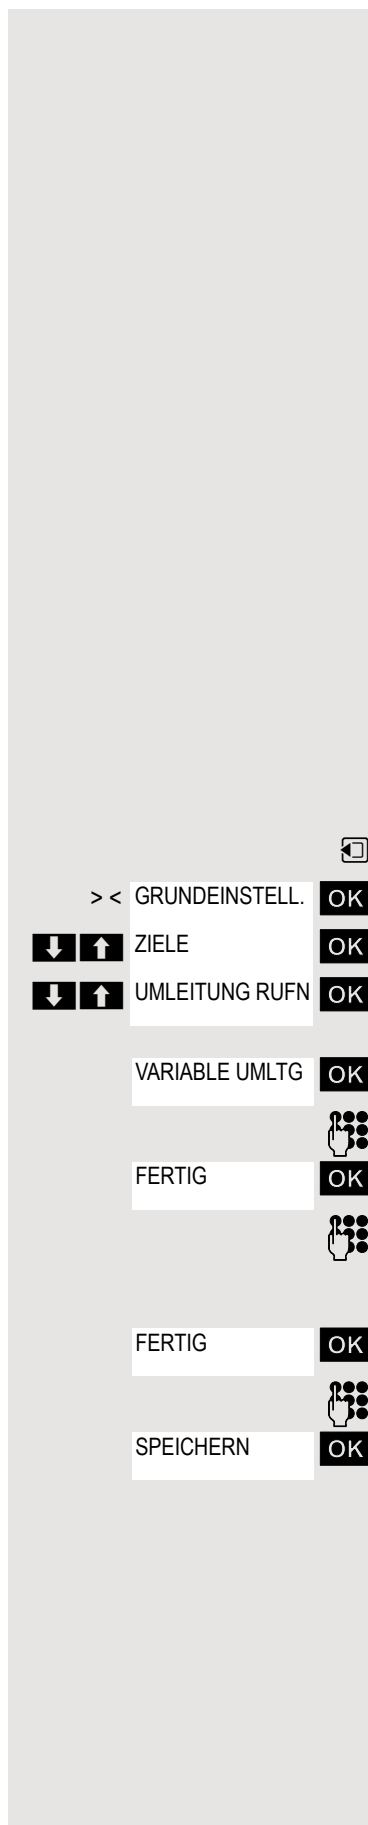 > < GRUNDEINSTELL. OK
ZIELE OK
UMLEITUNG RUFN OK
VARIABLE UMLTG OK
FERTIG OK
FERTIG OK
SPEICHERN OK